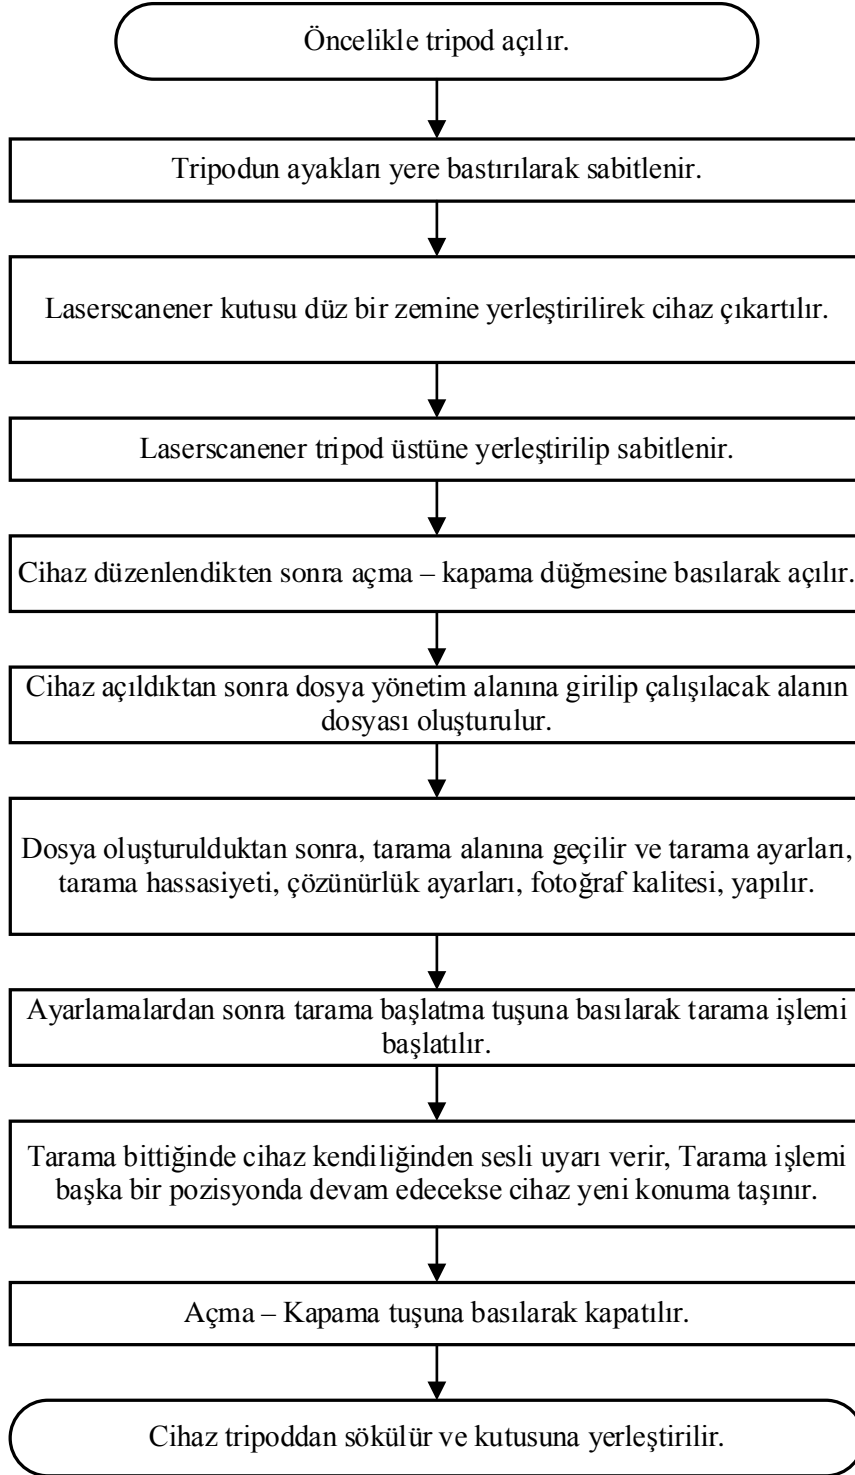 Öncelikle tripod açılır.
Tripodun ayakları yere bastırılarak sabitlenir.
Laserscanener kutusu düz bir zemine yerleştirilirek cihaz çıkartılır.
Laserscanener tripod üstüne yerleştirilip sabitlenir.
Cihaz düzenlendikten sonra açma – kapama düğmesine basılarak açılır.
Cihaz açıldıktan sonra dosya yönetim alanına girilip çalışılacak alanın
dosyası oluşturulur.
Dosya oluşturulduktan sonra, tarama alanına geçilir ve tarama ayarları,
tarama hassasiyeti, çözünürlük ayarları, fotoğraf kalitesi, yapılır.
Ayarlamalardan sonra tarama başlatma tuşuna basılarak tarama işlemi
başlatılır.
Tarama bittiğinde cihaz kendiliğinden sesli uyarı verir, Tarama işlemi
başka bir pozisyonda devam edecekse cihaz yeni konuma taşınır.
Açma – Kapama tuşuna basılarak kapatılır.
Cihaz tripoddan sökülür ve kutusuna yerleştirilir.